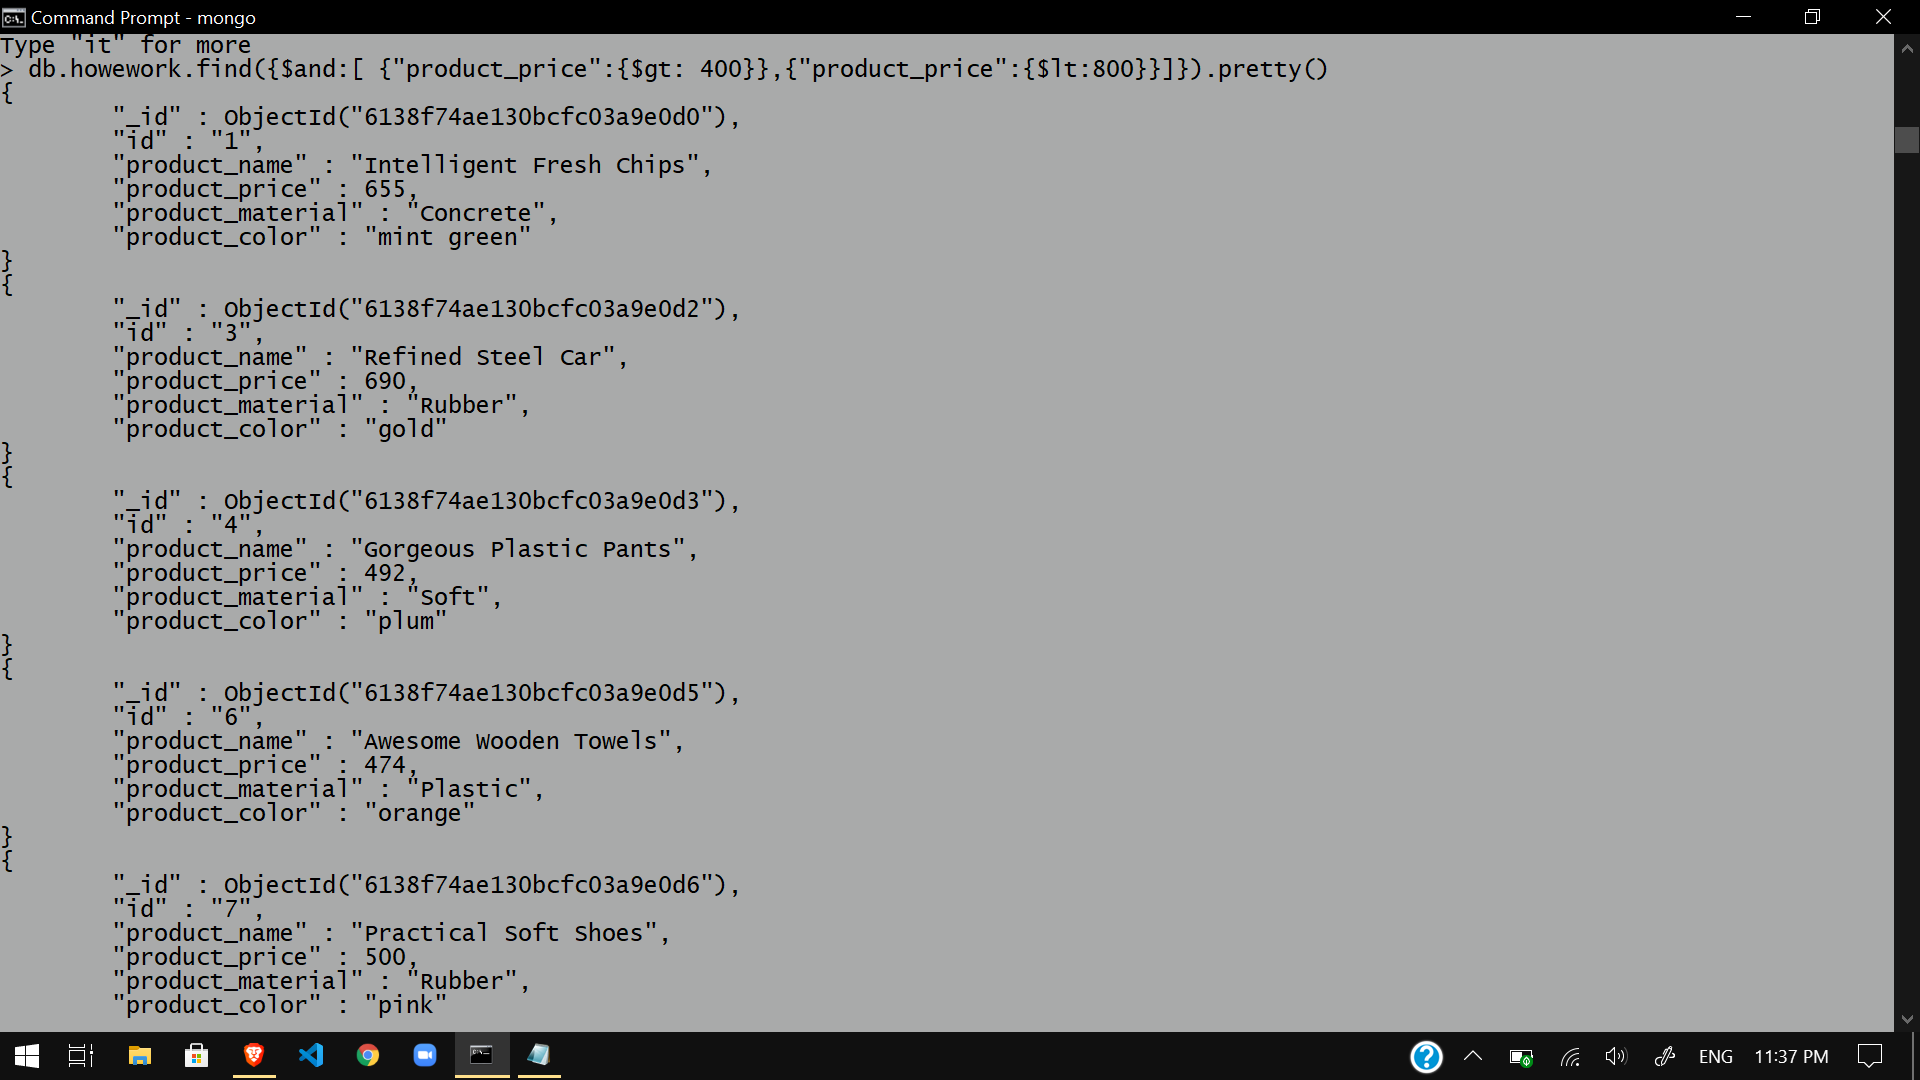 Command Prompt - mongo
Type "it" for more
> db.howework.find({$and:[ {"product_price":{$gt: 400}},{"product_price":{$lt:800}}]}).pretty()
{
"_id" : ObjectId("6138f74ae130bcfc03a9e0d0"),
"id" : "1",
"product_name" : "Intelligent Fresh Chips",
"product_price" : 655,
"product_material" : "Concrete",
"product_color" : "mint green"
}
{
"_id" : ObjectId("6138f74ae130bcfc03a9e0d2"),
"id" : "3",
"product_name" : "Refined Steel Car",
"product_price" : 690,
"product_material" : "Rubber",
"product_color" : "gold"
}
{
"_id" : ObjectId("6138f74ae130bcfc03a9e0d3"),
"id" : "4",
"product_name" : "Gorgeous Plastic Pants",
"product_price" : 492,
"product_material" : "Soft",
"product_color" : "plum"
}
{
"_id" : ObjectId("6138f74ae130bcfc03a9e0d5"),
"id" : "6",
"product_name" : "Awesome Wooden Towels",
"product_price" : 474,
"product_material" : "Plastic",
"product_color" : "orange"
}
{
"_id" : ObjectId("6138f74ae130bcfc03a9e0d6"),
"id" : "7",
"product_name" : "Practical Soft Shoes",
"product_price" : 500,
"product_material" : "Rubber",
"product_color" : "pink"
ENG 11:37 PM